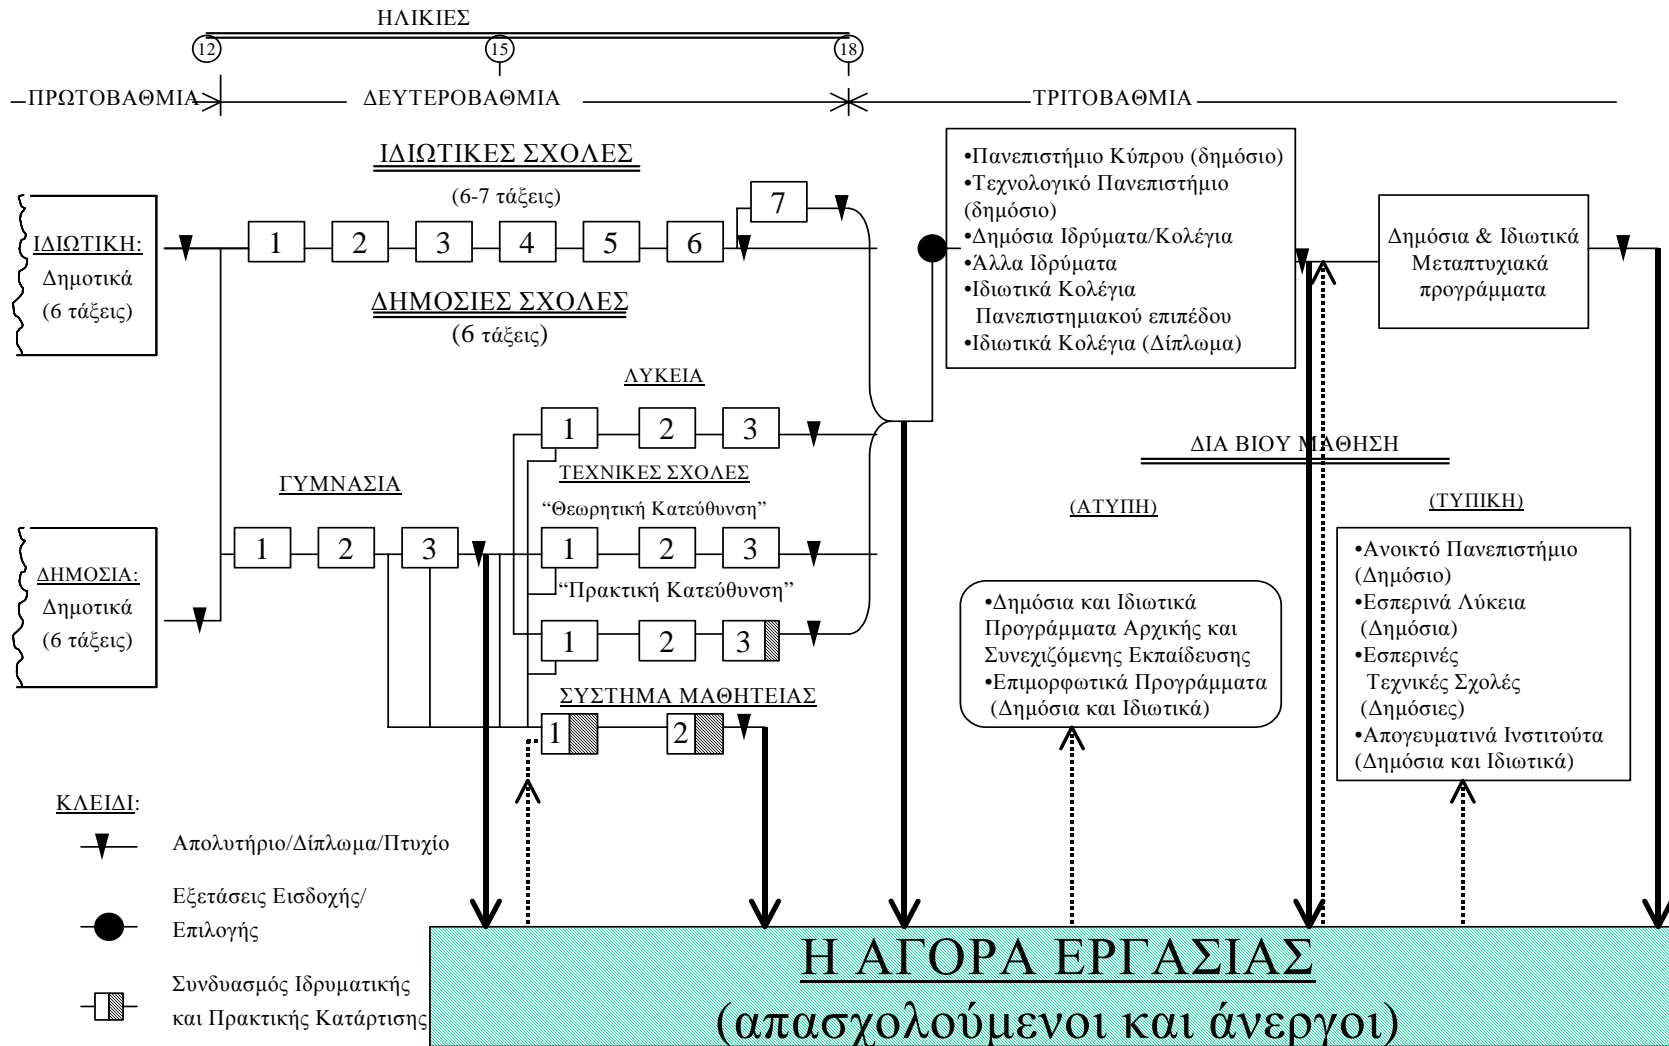 ΗΛΙΚΙΕΣ
12
15
18
ΠΡΩΤΟΒΑΘΜΙΑ
ΔΕΥΤΕΡΟΒΑΘΜΙΑ
ΤΡΙΤΟΒΑΘΜΙΑ
ΙΔΙΩΤΙΚΕΣ ΣΧΟΛΕΣ
(6-7 τάξεις)
7
ΙΔΙΩΤΙΚΗ:
Δημοτικά
(6 τάξεις)
1 2 3 4 5 6
ΔΗΜΟΣΙΕΣ ΣΧΟΛΕΣ
(6 τάξεις)
•Πανεπιστήμιο Κύπρου (δημόσιο)
•Τεχνολογικό Πανεπιστήμιο
(δημόσιο)
•Δημόσια Ιδρύματα/Κολέγια
•Άλλα Ιδρύματα
•Ιδιωτικά Κολέγια
Πανεπιστημιακού επιπέδου
•Ιδιωτικά Κολέγια (Δίπλωμα)
Δημόσια & Ιδιωτικά
Μεταπτυχιακά
προγράμματα
ΛΥΚΕΙΑ
1 2 3
ΤΕΧΝΙΚΕΣ ΣΧΟΛΕΣ
“Θεωρητική Κατεύθυνση”
ΓΥΜΝΑΣΙΑ
1 2 3
1 2 3
“Πρακτική Κατεύθυνση”
1 2 3
ΔΗΜΟΣΙΑ:
Δημοτικά
(6 τάξεις)
ΣΥΣΤΗΜΑ ΜΑΘΗΤΕΙΑΣ
1 2
ΔΙΑ ΒΙΟΥ ΜΑΘΗΣΗ
(ΑΤΥΠΗ)
•Δημόσια και Ιδιωτικά
Προγράμματα Αρχικής και
Συνεχιζόμενης Εκπαίδευσης
•Επιμορφωτικά Προγράμματα
(Δημόσια και Ιδιωτικά)
(ΤΥΠΙΚΗ)
•Ανοικτό Πανεπιστήμιο
(Δημόσιο)
•Εσπερινά Λύκεια
(Δημόσια)
•Εσπερινές
Τεχνικές Σχολές
(Δημόσιες)
•Απογευματινά Ινστιτούτα
(Δημόσια και Ιδιωτικά)
ΚΛΕΙΔΙ:
Απολυτήριο/Δίπλωμα/Πτυχίο
Εξετάσεις Εισδοχής/
Επιλογής
Συνδυασμός Ιδρυματικής
και Πρακτικής Κατάρτισης
Η ΑΓΟΡΑ ΕΡΓΑΣΙΑΣ
(απασχολούμενοι και άνεργοι)